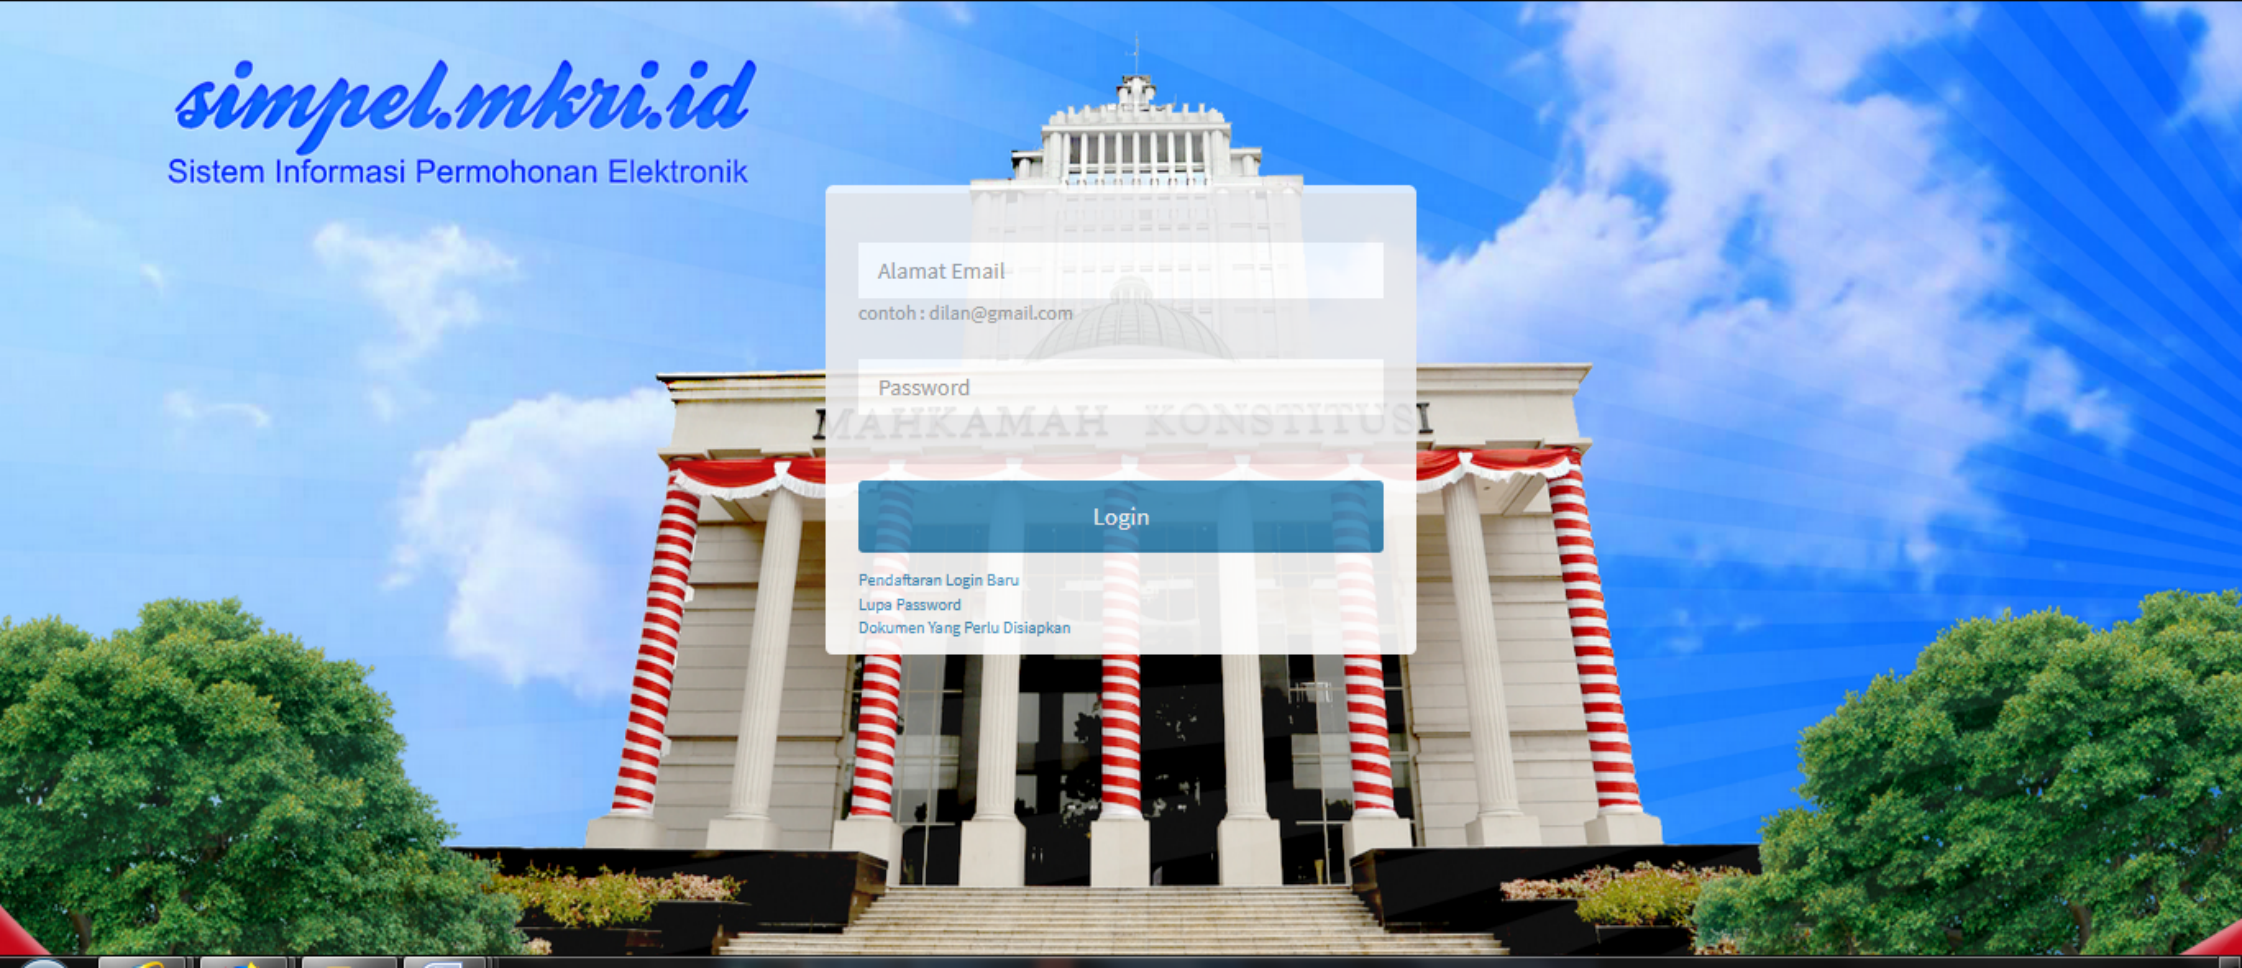 simpel.mkri.id
Sistem Informasi Permohonan Elektronik
Alamat Email
contoh : dilan@gmail.com
Password
MAHKAMAH KONSTITUSI
Login
Pendaftaran Login Baru
Lupa Password
Dokumen Yang Perlu Disiapkan